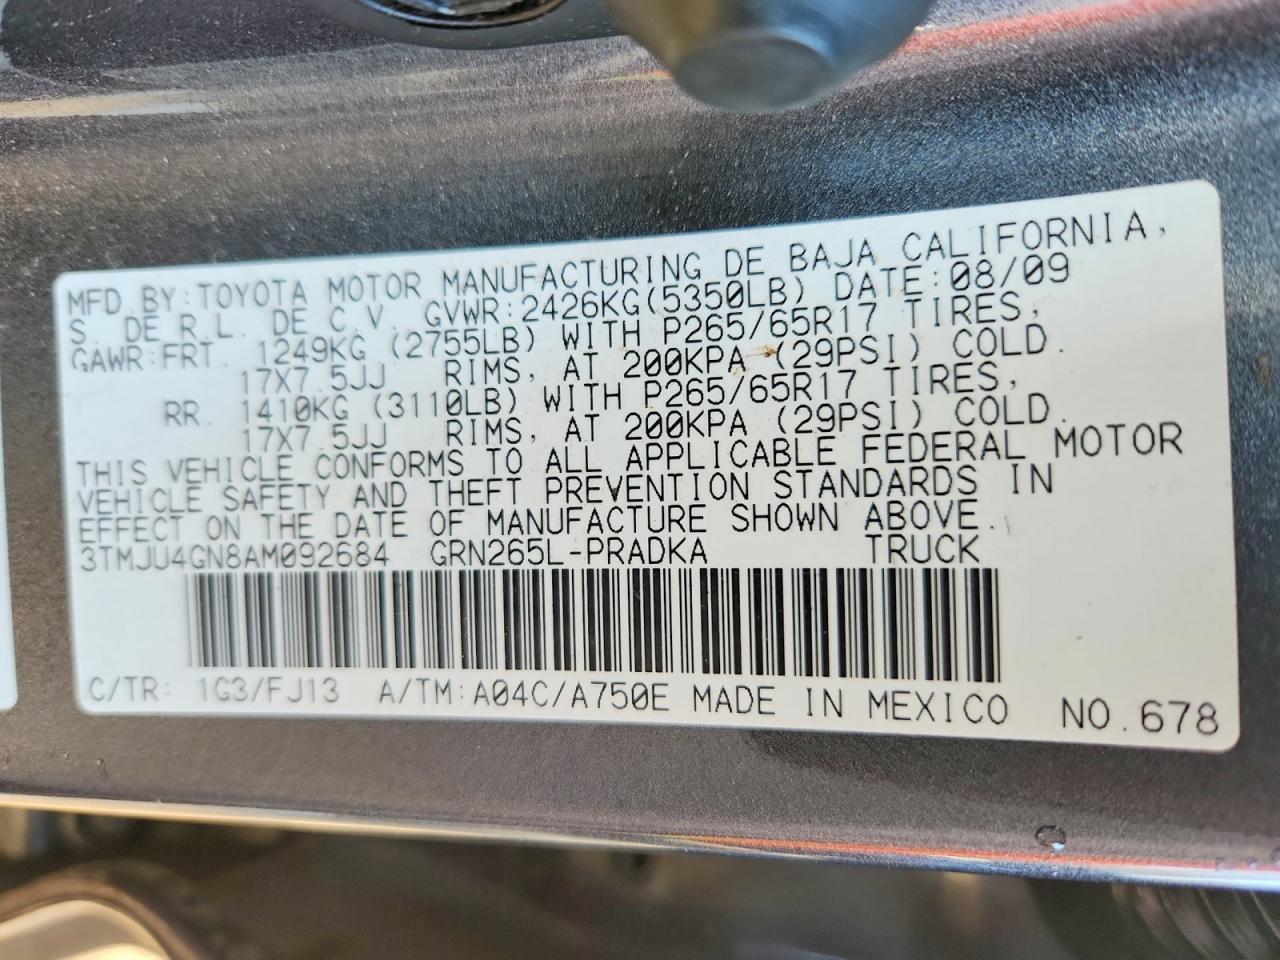 MFD.BY:TOYOTA MOTOR MANUFACTURING DE BAJA CALIFORNIA,
S. DE R.L. DE C.V. GVWR:2426KG(5350LB) DATE:08/09
GAWR:FRT. 1249KG (2755LB) WITH P265/65R17 TIRES,
17X7.5JJ RIMS, AT 200KPA (29PSI) COLD.
RR. 1410KG (3110LB) WITH P265/65R17 TIRES,
17X7.5JJ RIMS, AT 200KPA (29PSI) COLD.
THIS VEHICLE CONFORMS TO ALL APPLICABLE FEDERAL MOTOR
VEHICLE SAFETY AND THEFT PREVENTION STANDARDS IN
EFFECT ON THE DATE OF MANUFACTURE SHOWN ABOVE.
3TMJU4GN8AM092684 GRN265L-PRADKA TRUCK
C/TR: 1G3/FJ13 A/TM:A04C/A750E MADE IN MEXICO NO.678